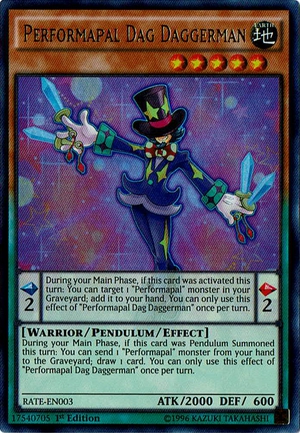 PERFORMAPAL DAG DAGGERMAN
EARTH
地
During your Main Phase, if this card was activated this
turn: You can target 1 "Performapal" monster in your
Graveyard; add it to your hand. You can only use this
effect of "Performapal Dag Daggerman" once per turn.
2
2
[WARRIOR/PENDULUM/EFFECT]
During your Main Phase, if this card was Pendulum Summoned
this turn: You can send 1 "Performapal" monster from your hand
to the Graveyard; draw 1 card. You can only use this effect of
"Performapal Dag Daggerman" once per turn.
RATE-EN003
ATK/2000 DEF/ 600
17540705 1st Edition
©1996 KAZUKI TAKAHASHI